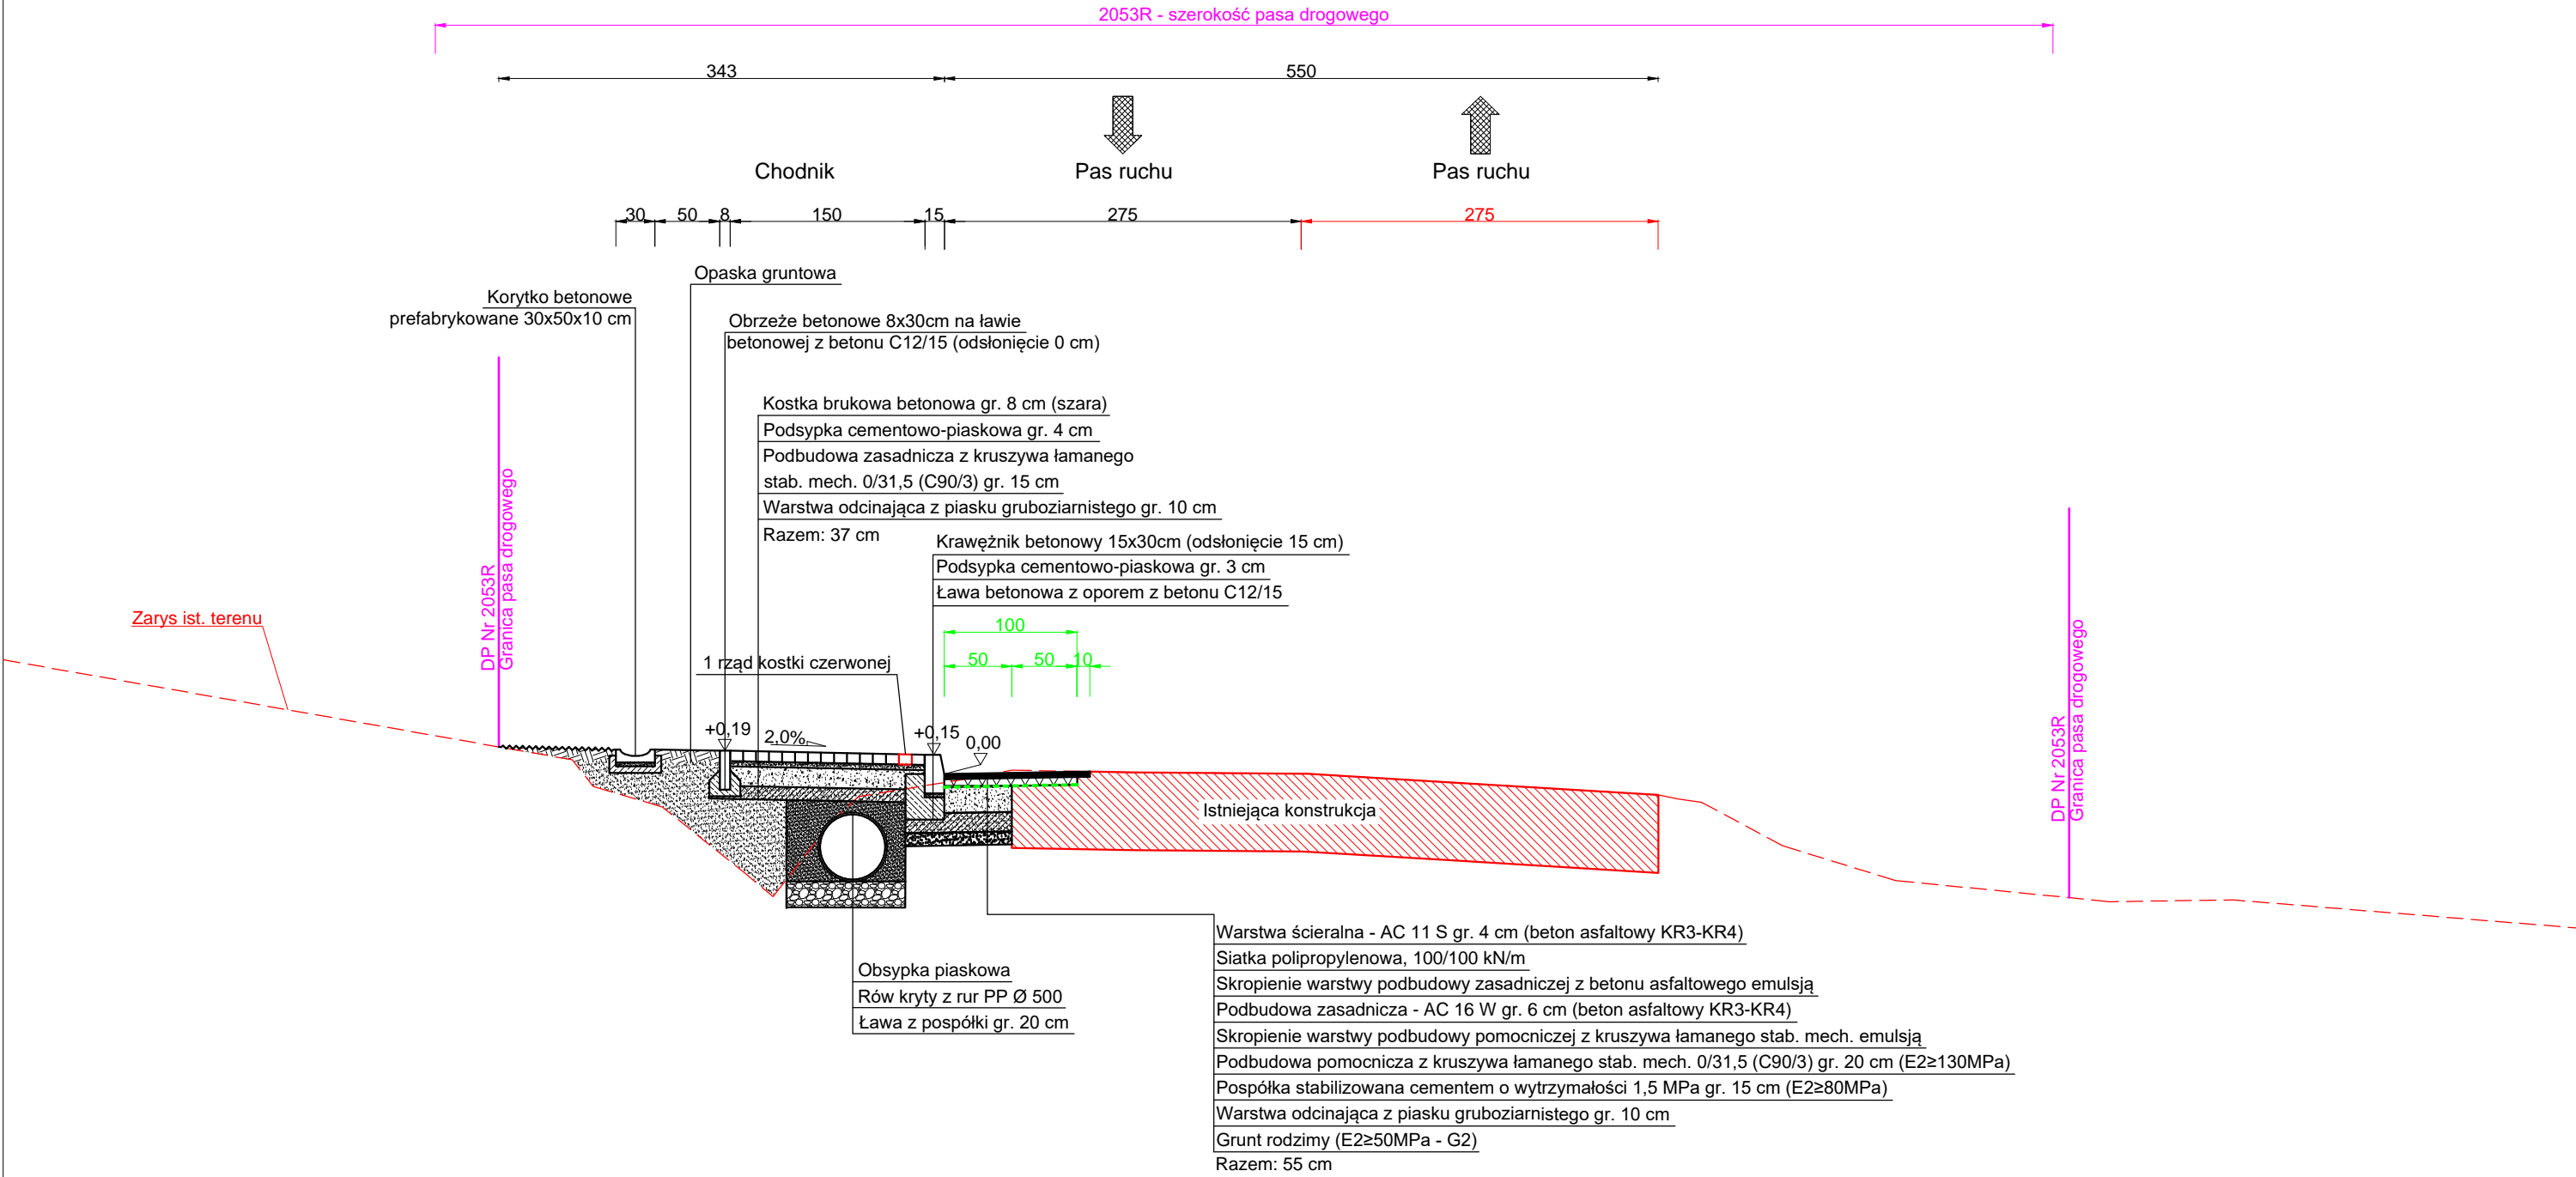 2053R - szerokość pasa drogowego
343
550
Chodnik
Pas ruchu
Pas ruchu
30
50
8
150
15
275
275
Opaska gruntowa
Korytko betonowe
prefabrykowane 30x50x10 cm
Obrzeże betonowe 8x30cm na ławie
betonowej z betonu C12/15 (odsłonięcie 0 cm)
Kostka brukowa betonowa gr. 8 cm (szara)
Podsypka cementowo-piaskowa gr. 4 cm
Podbudowa zasadnicza z kruszywa łamanego
stab. mech. 0/31,5 (C90/3) gr. 15 cm
Warstwa odcinająca z piasku gruboziarnistego gr. 10 cm
Razem: 37 cm
Krawężnik betonowy 15x30cm (odsłonięcie 15 cm)
Podsypka cementowo-piaskowa gr. 3 cm
Ława betonowa z oporem z betonu C12/15
DP Nr 2053R
Granica pasa drogowego
Zarys ist. terenu
100
50
50
10
1 rząd kostki czerwonej
+0,19
2,0%
+0,15
0,00
DP Nr 2053R
Granica pasa drogowego
Istniejąca konstrukcja
Obsypka piaskowa
Rów kryty z rur PP Ø 500
Ława z pospółki gr. 20 cm
Warstwa ścieralna - AC 11 S gr. 4 cm (beton asfaltowy KR3-KR4)
Siatka polipropylenowa, 100/100 kN/m
Skropienie warstwy podbudowy zasadniczej z betonu asfaltowego emulsją
Podbudowa zasadnicza - AC 16 W gr. 6 cm (beton asfaltowy KR3-KR4)
Skropienie warstwy podbudowy pomocniczej z kruszywa łamanego stab. mech. emulsją
Podbudowa pomocnicza z kruszywa łamanego stab. mech. 0/31,5 (C90/3) gr. 20 cm (E2≥130MPa)
Pospółka stabilizowana cementem o wytrzymałości 1,5 MPa gr. 15 cm (E2≥80MPa)
Warstwa odcinająca z piasku gruboziarnistego gr. 10 cm
Grunt rodzimy (E2≥50MPa - G2)
Razem: 55 cm